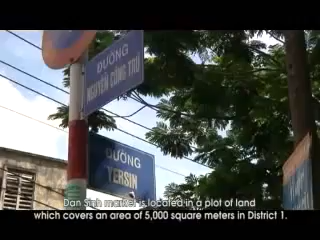 ĐƯỜNG
NGUYỄN CÔNG TRỨ
ĐƯỜNG
YERSIN
Dan Sinh market is located in a plot of land
which covers an area of 5,000 square meters in District 1.